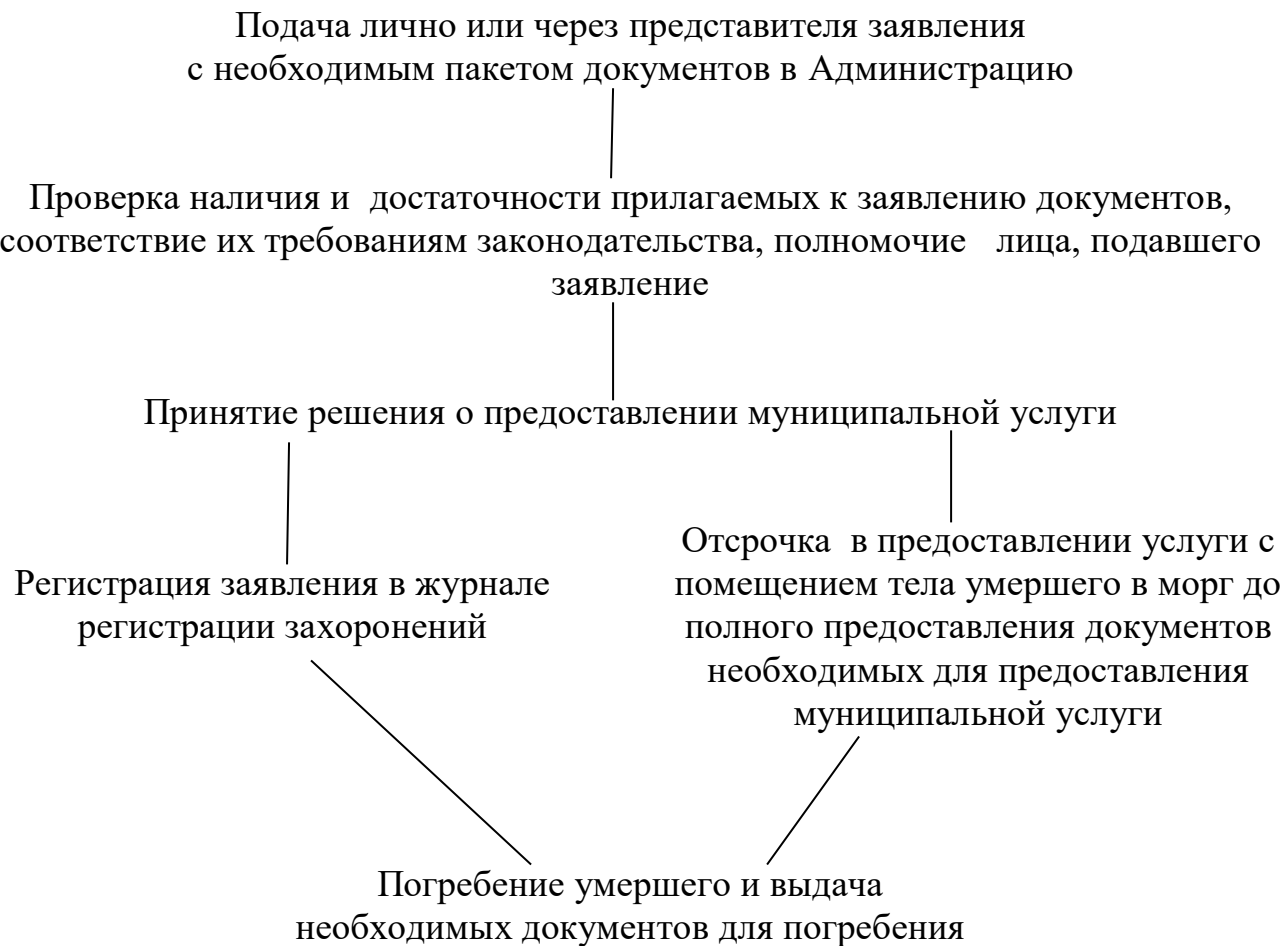 Подача лично или через представителя заявления
с необходимым пакетом документов в Администрацию
Проверка наличия и достаточности прилагаемых к заявлению документов,
соответствие их требованиям законодательства, полномочие лица, подавшего
заявление
Принятие решения о предоставлении муниципальной услуги
Регистрация заявления в журнале
регистрации захоронений
Отсрочка в предоставлении услуги с
помещением тела умершего в морг до
полного предоставления документов
необходимых для предоставления
муниципальной услуги
Погребение умершего и выдача
необходимых документов для погребения